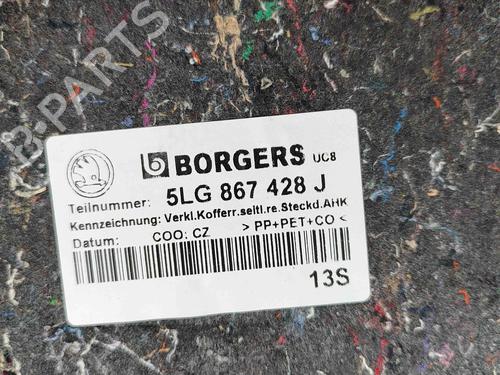 B-PARTS
BORGERS UC8
Teilnummer: 5LG 867 428 J
Kennzeichnung: Verkl.Kofferr.seitl.re.Steckd.AHK
Datum: COO: CZ > PP+PET+CO <
13S